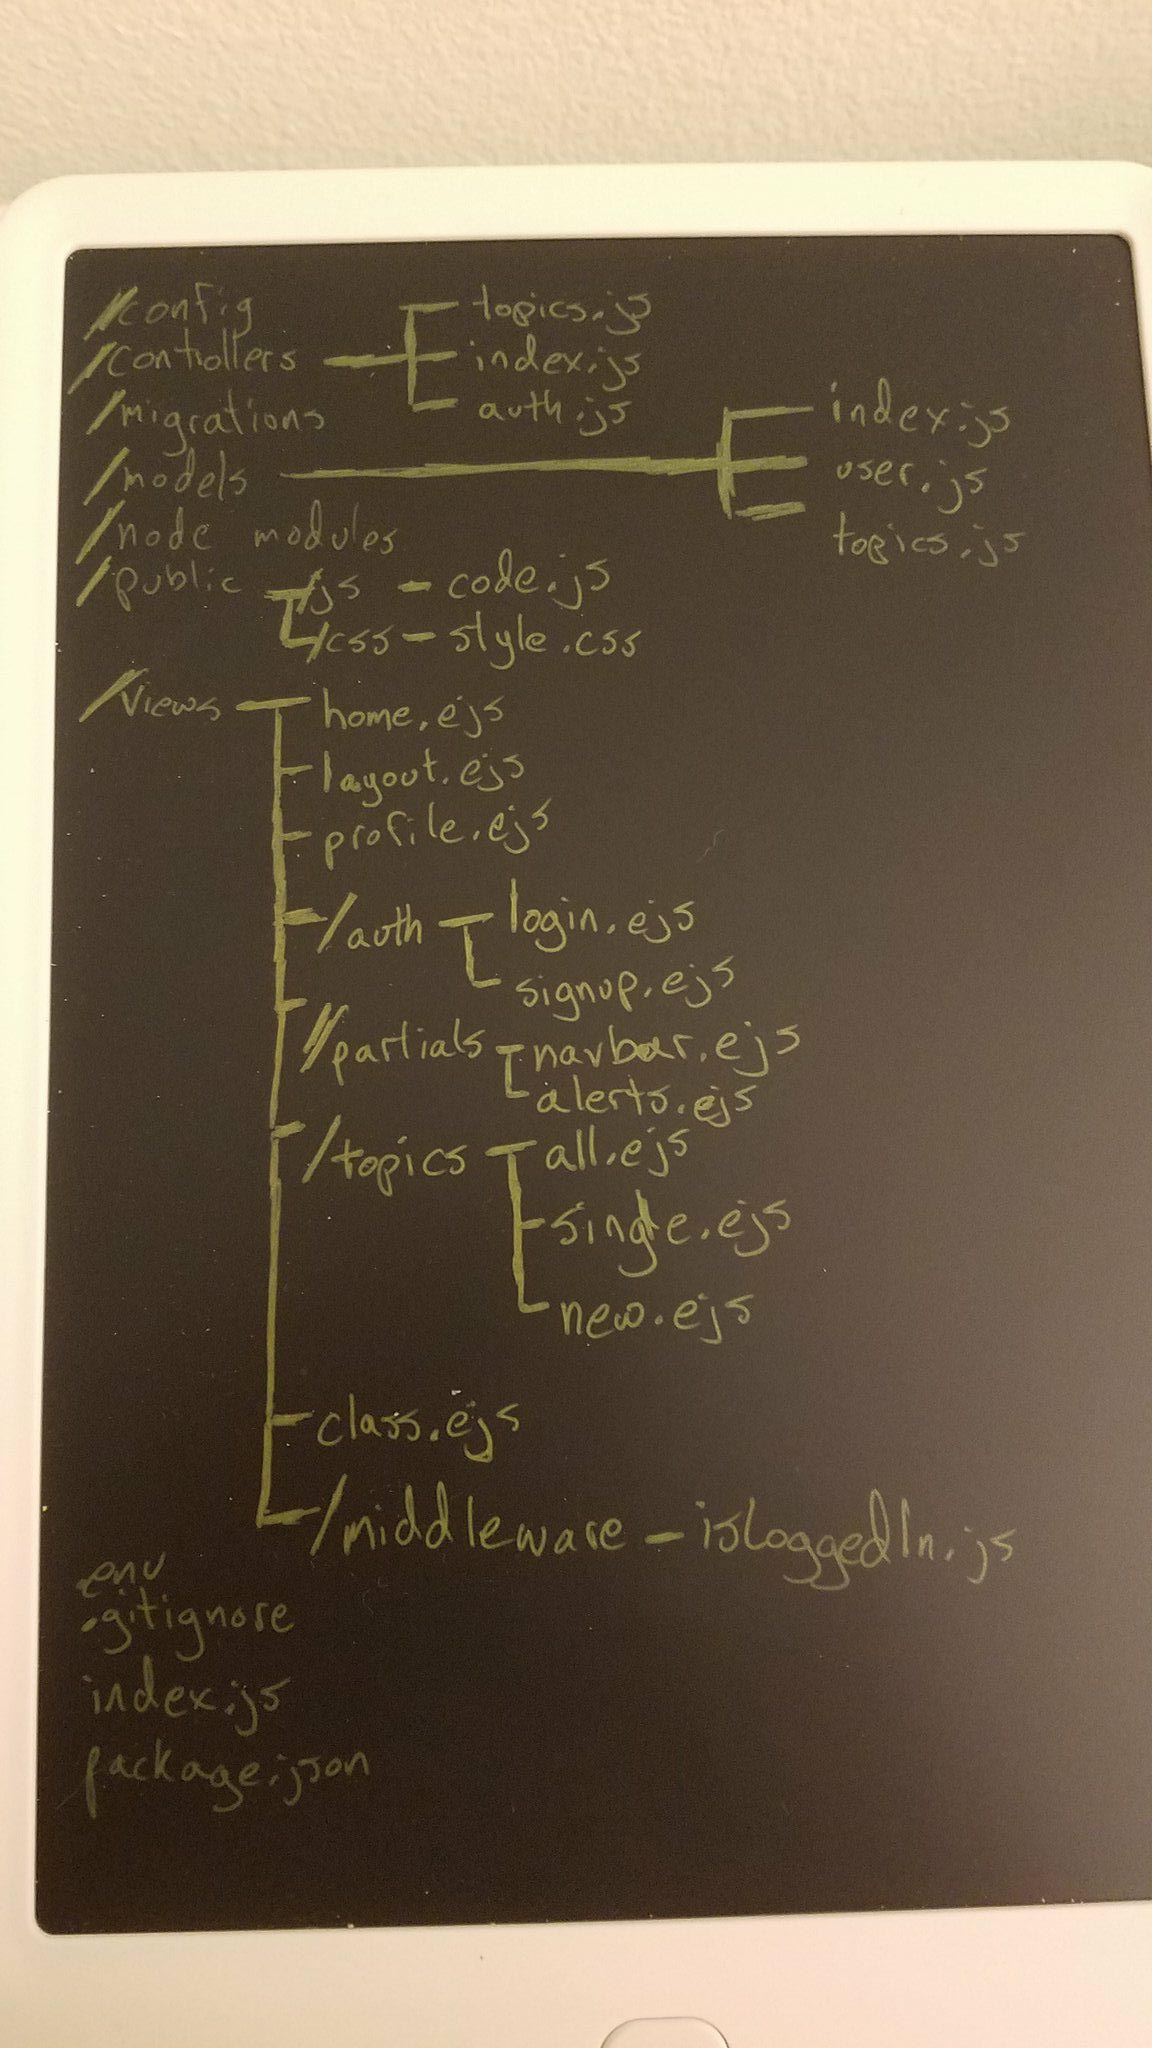 /config
/controllers
topics.js
index.js
auth.js
/migrations
/models
index.js
user.js
topics.js
/node modules
/public
/js - code.js
/css - style.css
/views
home.ejs
layout.ejs
profile.ejs
/auth
login.ejs
signup.ejs
/partials
navbar.ejs
alerts.ejs
/topics
all.ejs
single.ejs
new.ejs
class.ejs
/middleware - isLoggedIn.js
.env
.gitignore
index.js
package.json